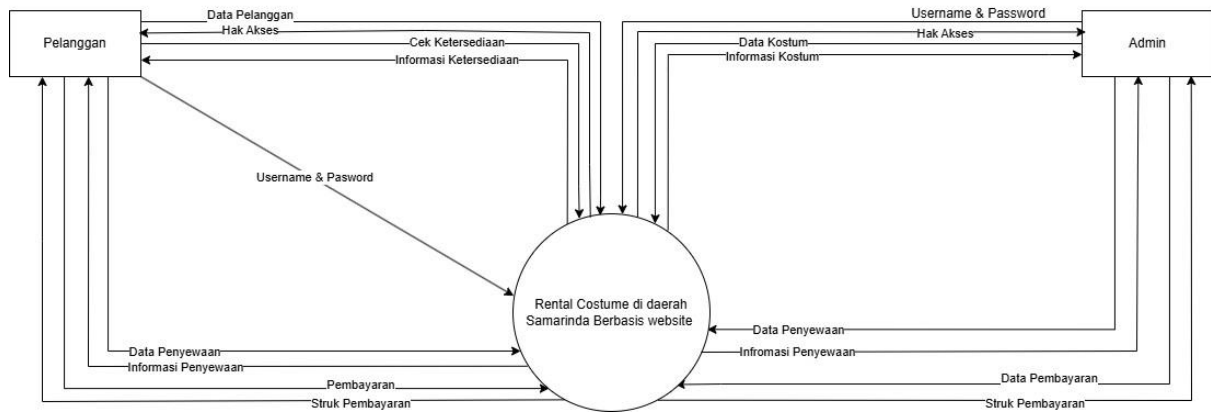 Data Pelanggan
Username & Password
Hak Akses
Hak Akses
Pelanggan
Cek Ketersediaan
Data Kostum
Admin
Informasi Ketersediaan
Informasi Kostum
Username & Pasword
Rental Costume di daerah
Samarinda Berbasis website
Data Penyewaan
Data Penyewaan
Informasi Penyewaan
Infromasi Penyewaan
Pembayaran
Data Pembayaran
Struk Pembayaran
Struk Pembayaran